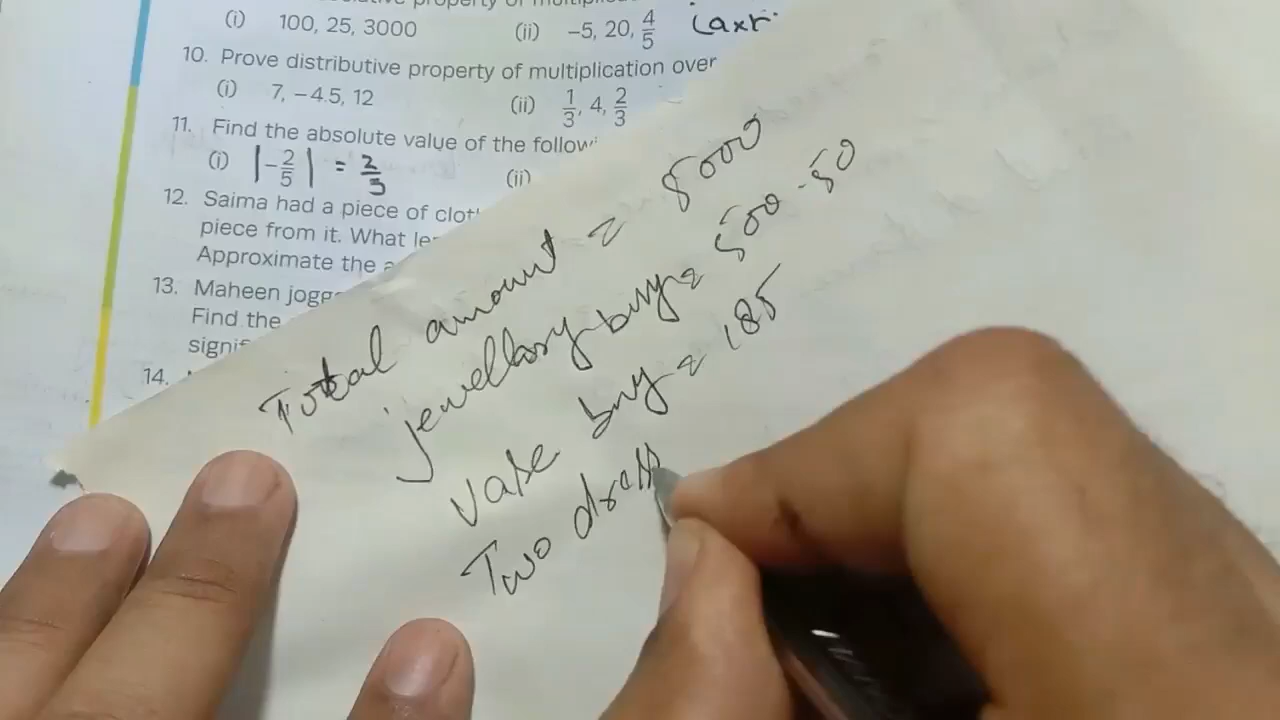 (i) 100, 25, 3000 (ii) −5, 20, 4/5 (axr
10. Prove distributive property of multiplication over
(i) 7, −4.5, 12 (ii) 1/3, 4, 2/3
11. Find the absolute value of the follow
(i) |−2/5| = 2/5 (ii)
12. Saima had a piece of clot
piece from it. What le
Approximate the a
13. Maheen jogg
Find the
signif
14.
Total amount = 5000
jewellary buy = 500.50
vase buy = 185
Two dress